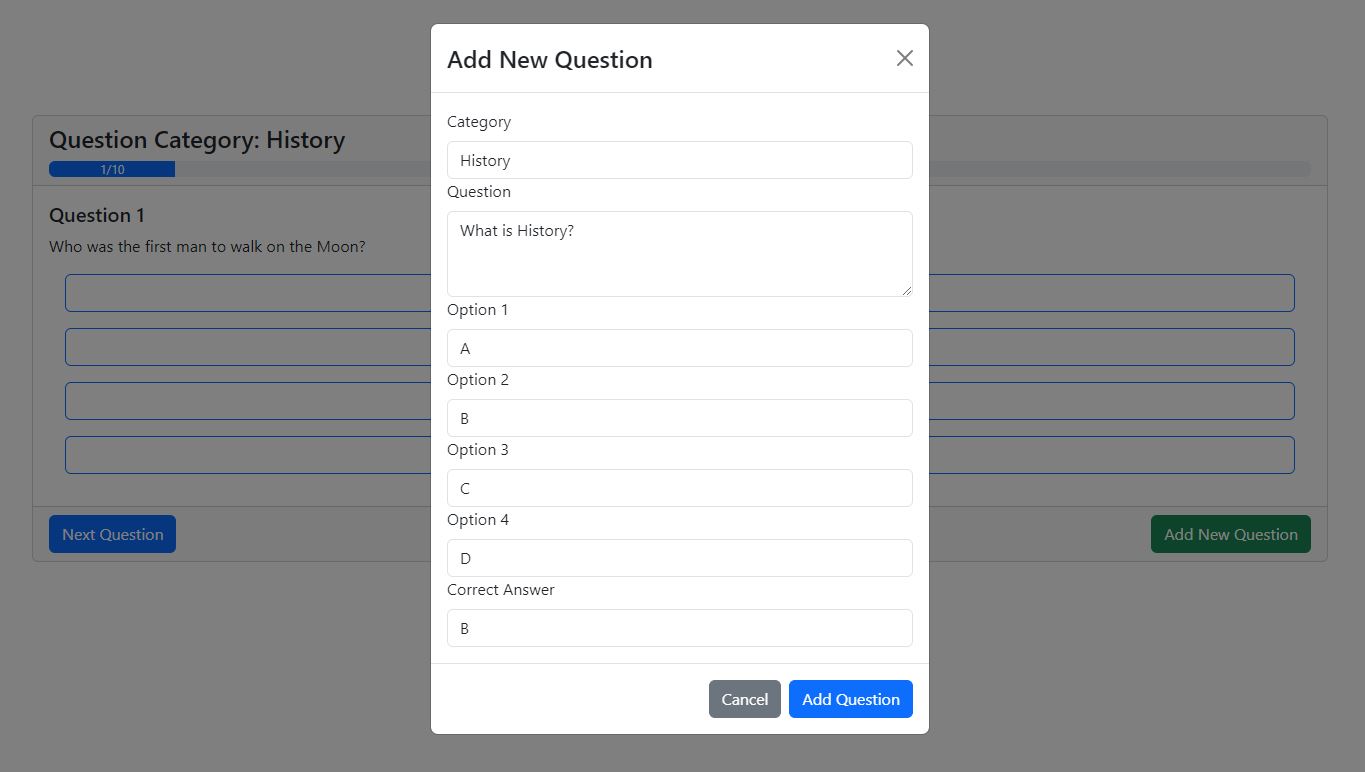 Add New Question
Category
History
Question
What is History?
Option 1
A
Option 2
B
Option 3
C
Option 4
D
Correct Answer
B
Cancel
Add Question
Question Category: History
1/10
Question 1
Who was the first man to walk on the Moon?
Next Question
Add New Question